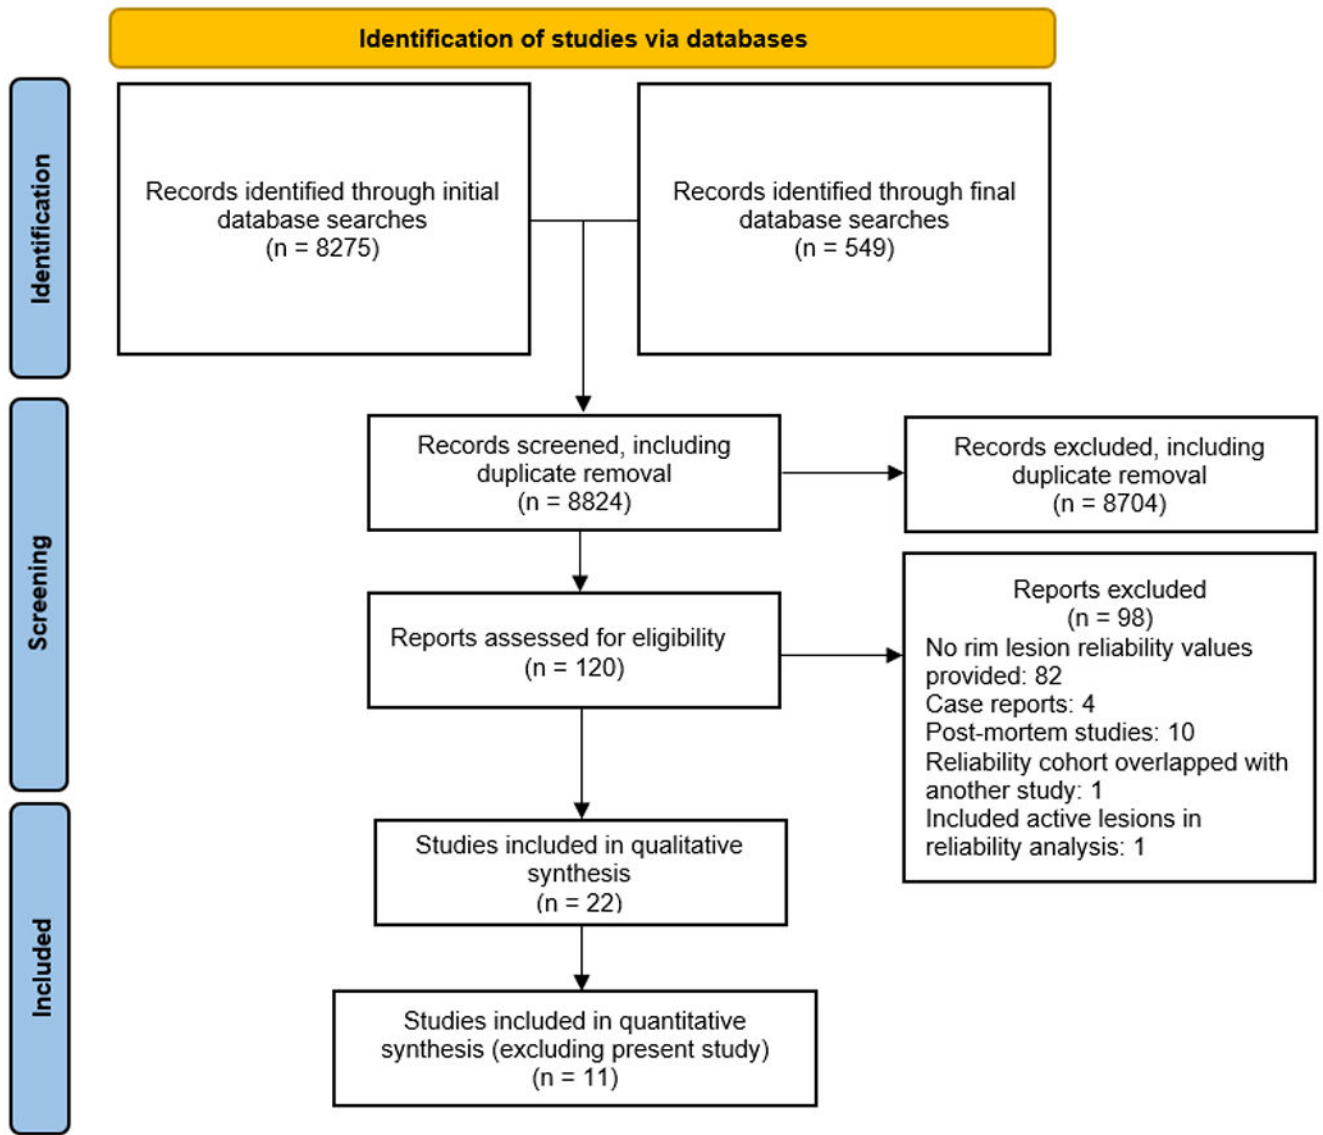 Identification of studies via databases
Identification
Records identified through initial
database searches
(n = 8275)
Records identified through final
database searches
(n = 549)
Screening
Records screened, including
duplicate removal
(n = 8824)
Records excluded, including
duplicate removal
(n = 8704)
Reports assessed for eligibility
(n = 120)
Reports excluded
(n = 98)
No rim lesion reliability values
provided: 82
Case reports: 4
Post-mortem studies: 10
Reliability cohort overlapped with
another study: 1
Included active lesions in
reliability analysis: 1
Included
Studies included in qualitative
synthesis
(n = 22)
Studies included in quantitative
synthesis (excluding present study)
(n = 11)